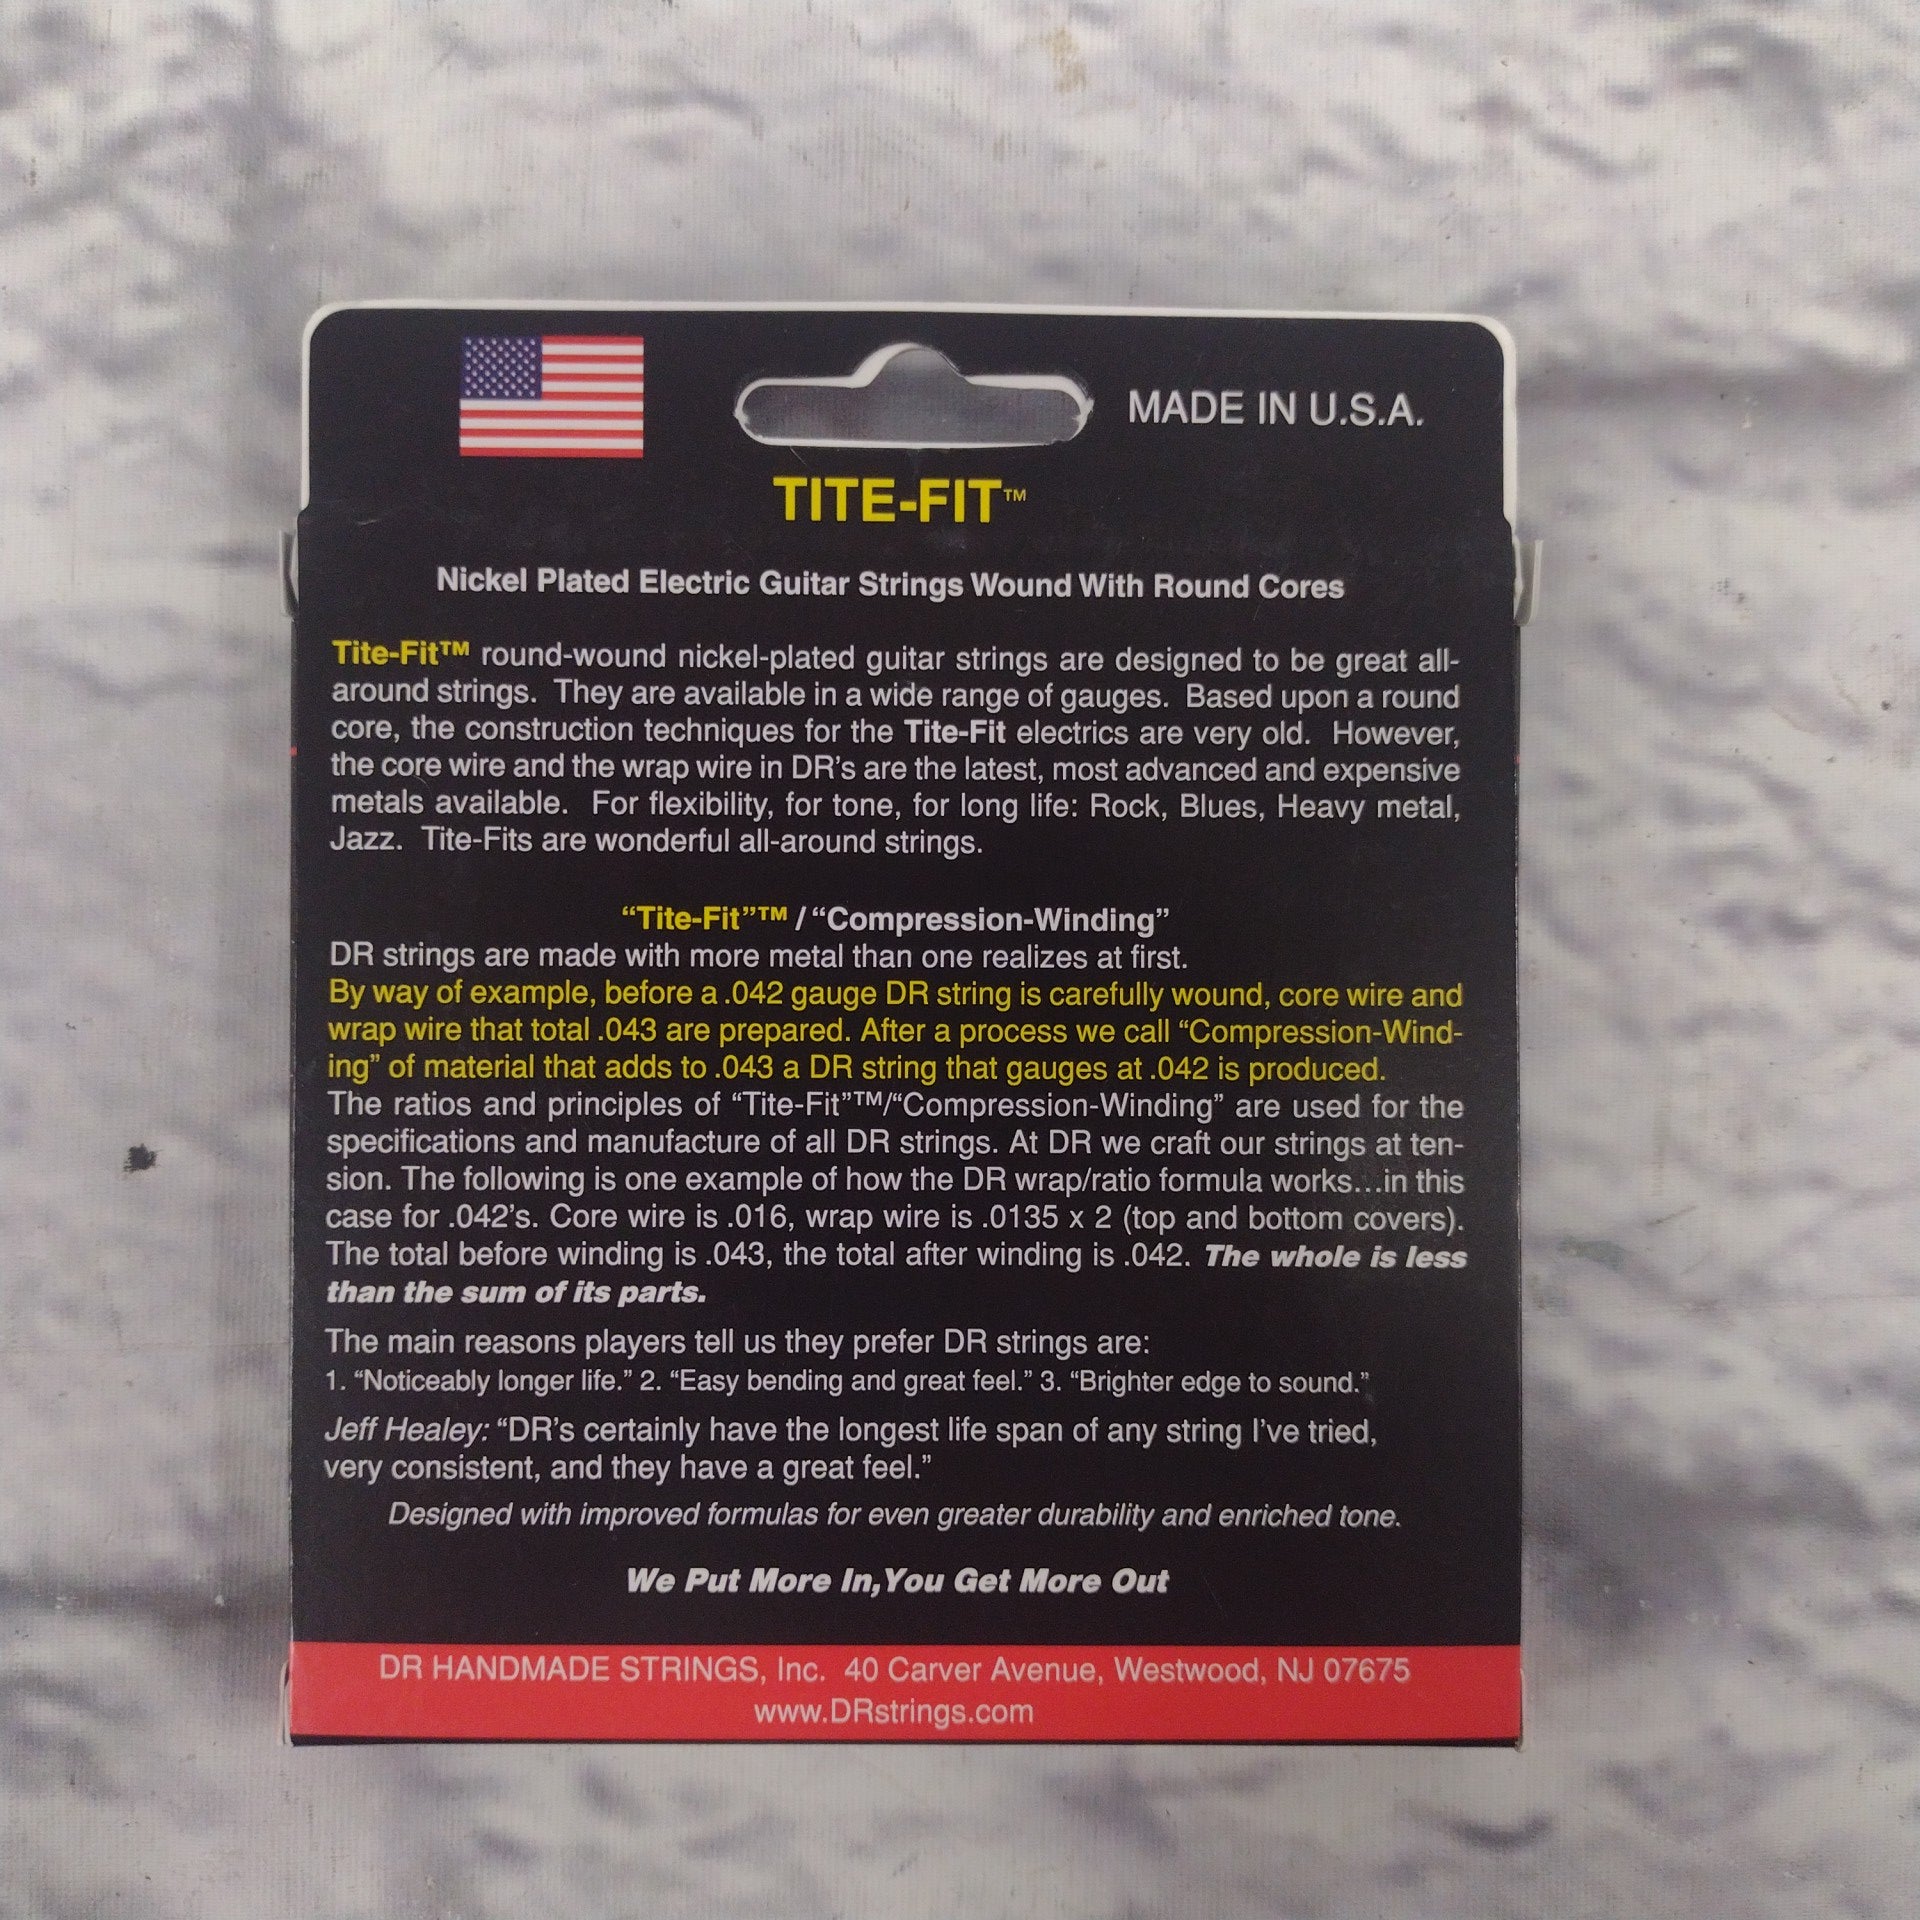 MADE IN U.S.A.
TITE-FIT™
Nickel Plated Electric Guitar Strings Wound With Round Cores
Tite-Fit™ round-wound nickel-plated guitar strings are designed to be great all-
around strings. They are available in a wide range of gauges. Based upon a round
core, the construction techniques for the Tite-Fit electrics are very old. However,
the core wire and the wrap wire in DR's are the latest, most advanced and expensive
metals available. For flexibility, for tone, for long life: Rock, Blues, Heavy metal,
Jazz. Tite-Fits are wonderful all-around strings.
“Tite-Fit”™ / “Compression-Winding”
DR strings are made with more metal than one realizes at first.
By way of example, before a .042 gauge DR string is carefully wound, core wire and
wrap wire that total .043 are prepared. After a process we call “Compression-Wind-
ing” of material that adds to .043 a DR string that gauges at .042 is produced.
The ratios and principles of “Tite-Fit”™/“Compression-Winding” are used for the
specifications and manufacture of all DR strings. At DR we craft our strings at ten-
sion. The following is one example of how the DR wrap/ratio formula works...in this
case for .042's. Core wire is .016, wrap wire is .0135 x 2 (top and bottom covers).
The total before winding is .043, the total after winding is .042. The whole is less
than the sum of its parts.
The main reasons players tell us they prefer DR strings are:
1. “Noticeably longer life.” 2. “Easy bending and great feel.” 3. “Brighter edge to sound.”
Jeff Healey: “DR's certainly have the longest life span of any string I've tried,
very consistent, and they have a great feel.”
Designed with improved formulas for even greater durability and enriched tone.
We Put More In,You Get More Out
DR HANDMADE STRINGS, Inc. 40 Carver Avenue, Westwood, NJ 07675
www.DRstrings.com